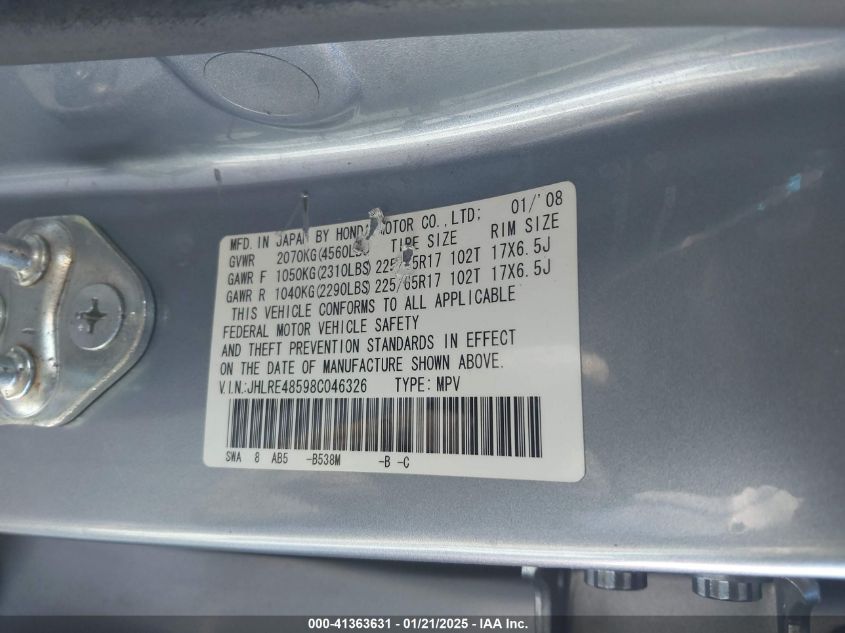 MFD. IN JAPAN BY HONDA MOTOR CO.,LTD; 01/'08
GVWR 2070KG(4560LBS) TIRE SIZE RIM SIZE
GAWR F 1050KG(2310LBS) 225/65R17 102T 17X6.5J
GAWR R 1040KG(2290LBS) 225/65R17 102T 17X6.5J
THIS VEHICLE CONFORMS TO ALL APPLICABLE
FEDERAL MOTOR VEHICLE SAFETY
AND THEFT PREVENTION STANDARDS IN EFFECT
ON THE DATE OF MANUFACTURE SHOWN ABOVE.
V.I.N.:JHLRE48598C046326 TYPE: MPV
SWA 8 AB5 -B538M -B -C
000-41363631 - 01/21/2025 - © IAA Inc.